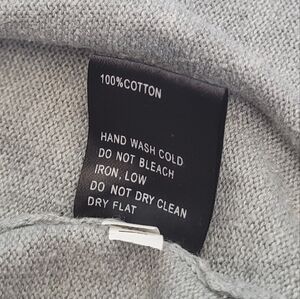 100%COTTON
HAND WASH COLD
DO NOT BLEACH
IRON, LOW
DO NOT DRY CLEAN
DRY FLAT